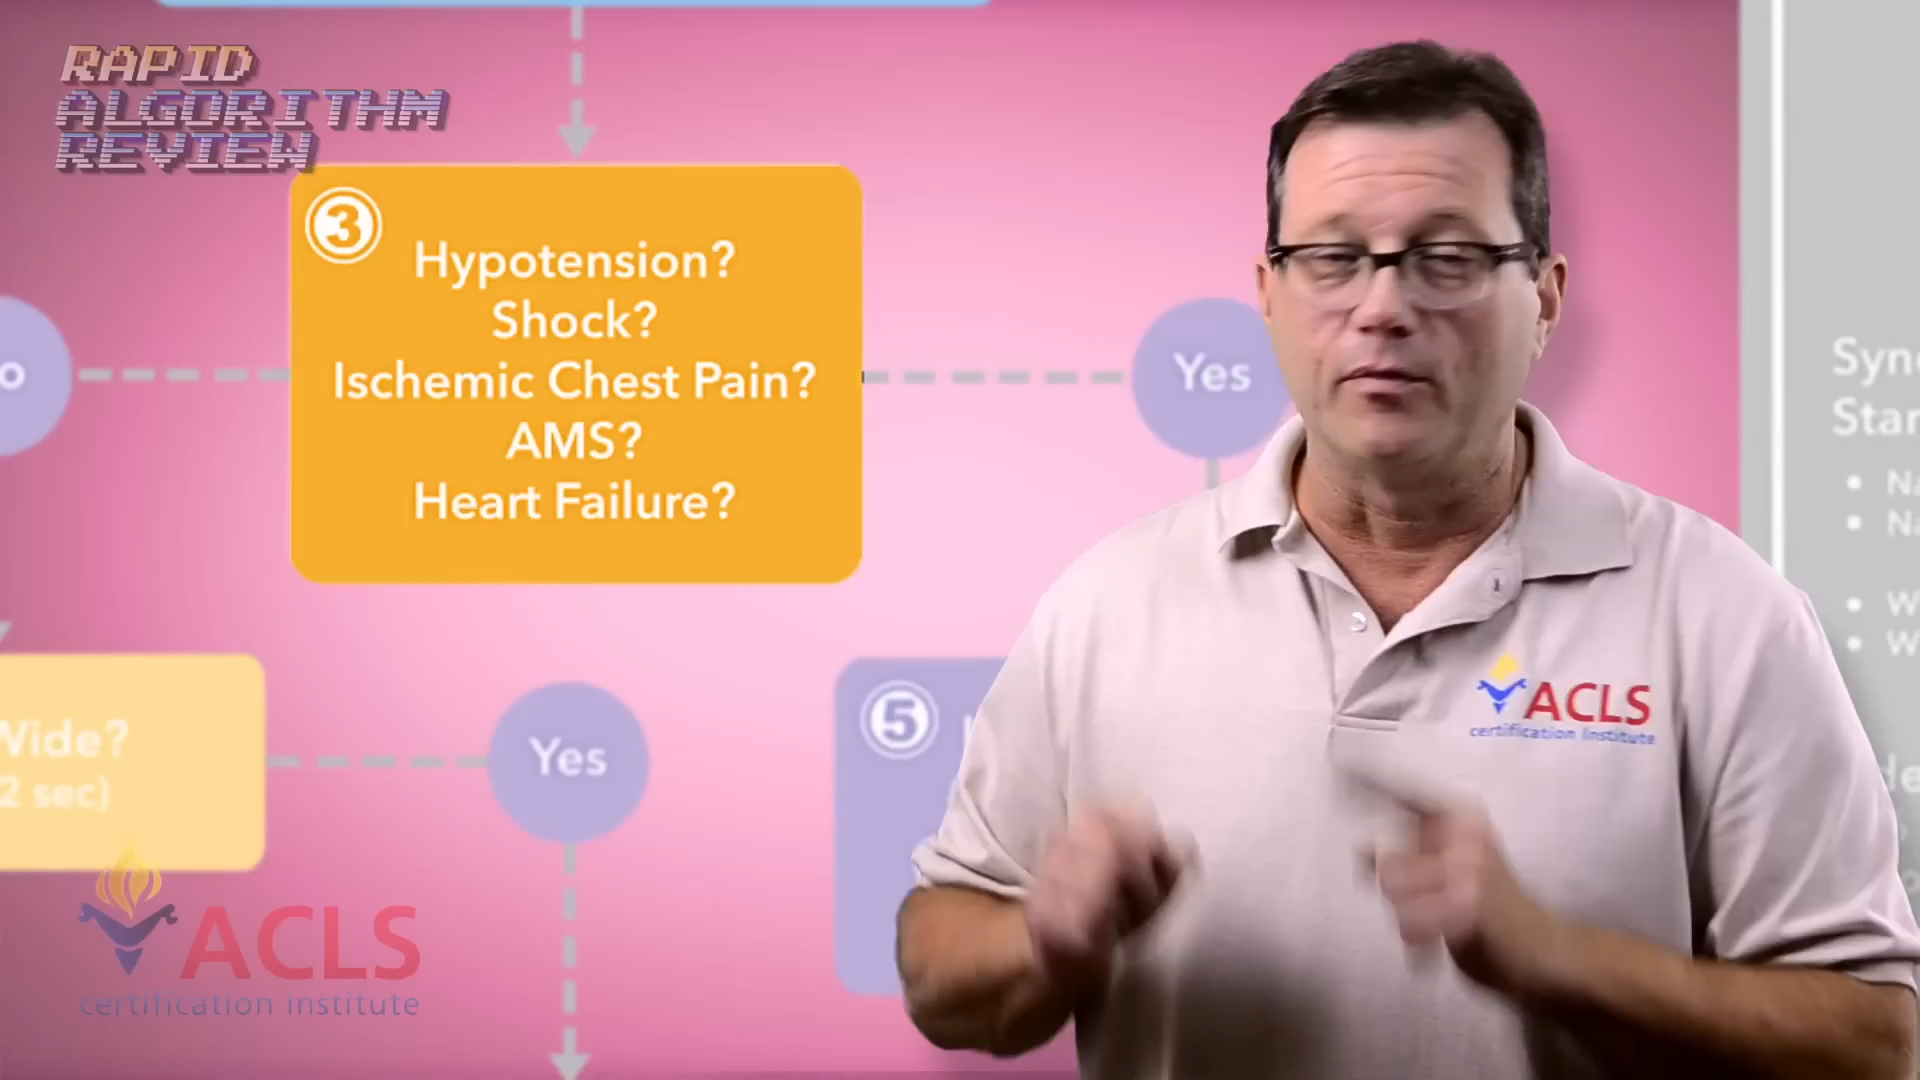 RAPID
ALGORITHM
REVIEW
3
Hypotension?
Shock?
Ischemic Chest Pain?
AMS?
Heart Failure?
Yes
Wide?
2 sec)
Yes
5
ACLS
certification institute
ACLS
certification institute